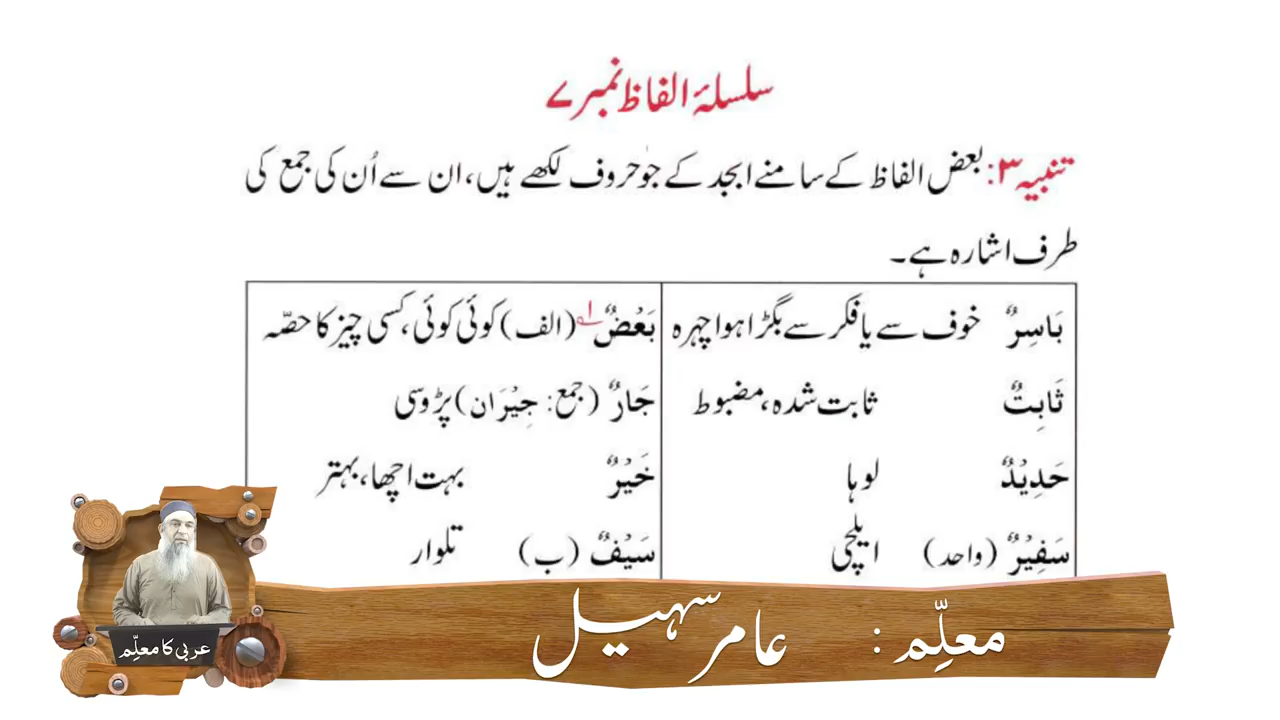 سلسلۂ الفاظ نمبر ۷
تنبیہ ۳: بعض الفاظ کے سامنے ابجد کے جو حروف لکھے ہیں، ان سے اُن کی جمع کی
طرف اشارہ ہے۔
بَاسِرٌ خوف سے یا فکر سے بگڑا ہوا چہرہ
بَعْضٌ ۱ (الف) کوئی کوئی، کسی چیز کا حصّہ
ثَابِتٌ ثابت شدہ، مضبوط
جَارٌ (جمع: جِیْرَان) پڑوسی
حَدِیْدٌ لوہا
خَیْرٌ بہت اچھا، بہتر
سَفِیْرٌ (واحد) ایلچی
سَیْفٌ (ب) تلوار
معلِّم : عامر سہیل
عربی کا معلِّم